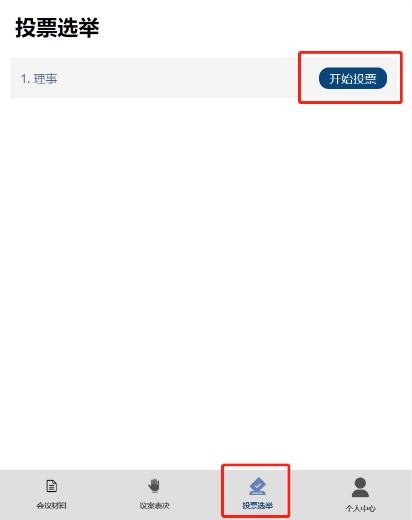 投票选举
1. 理事
开始投票
会议材料
议案表决
投票选举
个人中心